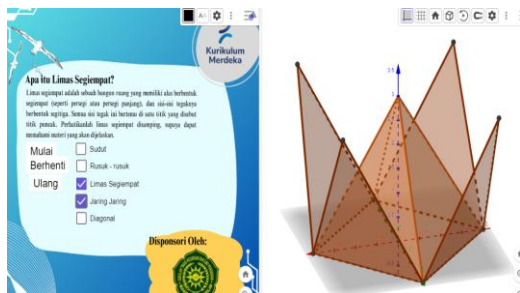 Kurikulum
Merdeka
Apa itu Limas Segiempat?
Limas segiempat adalah sebuah bangun ruang yang memiliki alas berbentuk
segiempat (seperti persegi atau persegi panjang), dan sisi-sisi tegaknya
berbentuk segitiga. Semua sisi tegak ini bertemu di satu titik yang disebut
titik puncak. Perhatikanlah limas segiempat disamping, supaya dapat
memahami materi yang akan dijelaskan.
Mulai
Berhenti
Ulang
Sudut
Rusuk - rusuk
Limas Segiempat
Jaring Jaring
Diagonal
Disponsori Oleh: